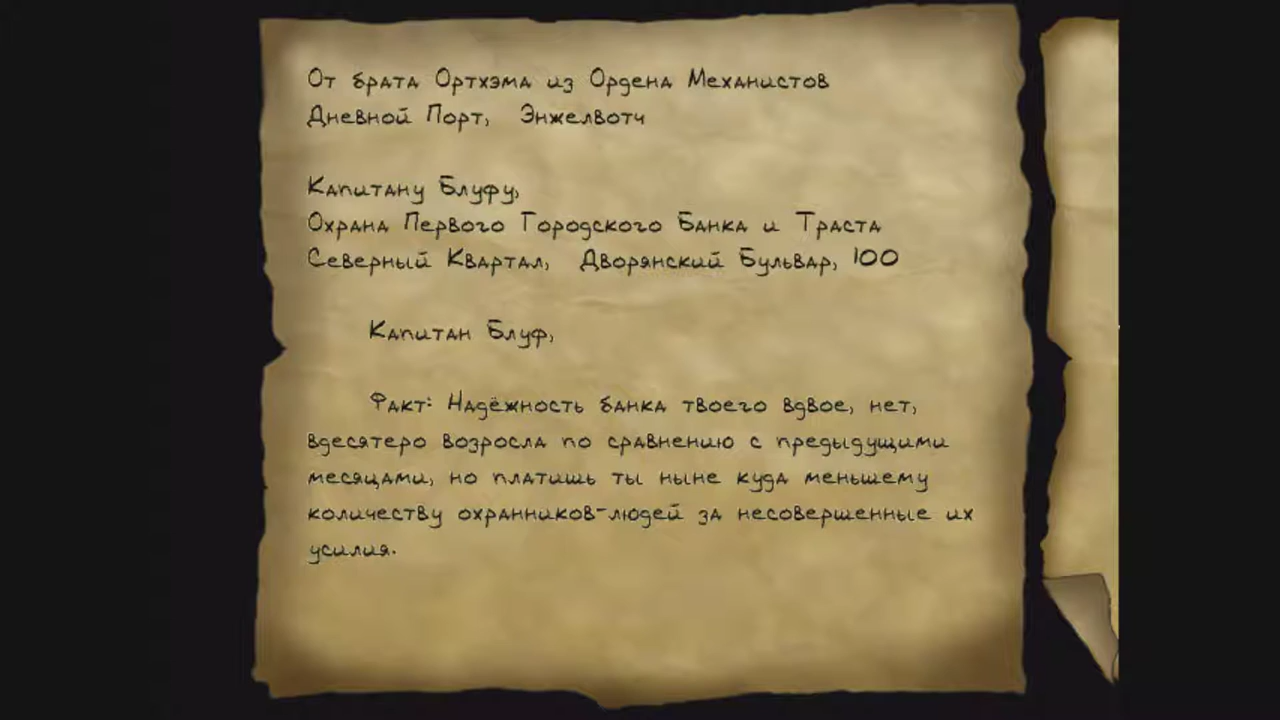 От брата Ортхэма из Ордена Механистов
Дневной Порт, Энжелвотч
Капитану Блуфу,
Охрана Первого Городского Банка и Траста
Северный Квартал, Дворянский Бульвар, 100
Капитан Блуф,
Факт: Надёжность банка твоего вдвое, нет,
вдесятеро возросла по сравнению с предыдущими
месяцами, но платишь ты ныне куда меньшему
количеству охранников-людей за несовершенные их
усилия.